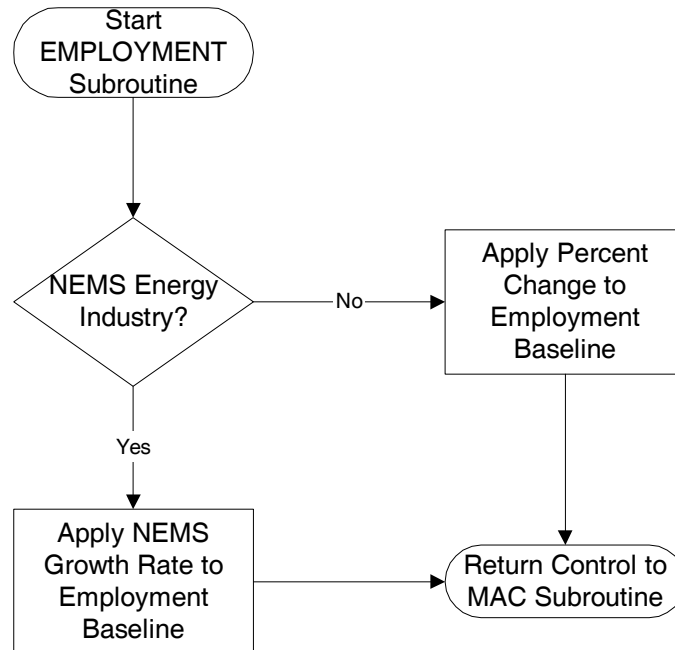 Start
EMPLOYMENT
Subroutine
NEMS Energy
Industry?
No
Apply Percent
Change to
Employment
Baseline
Yes
Apply NEMS
Growth Rate to
Employment
Baseline
Return Control to
MAC Subroutine